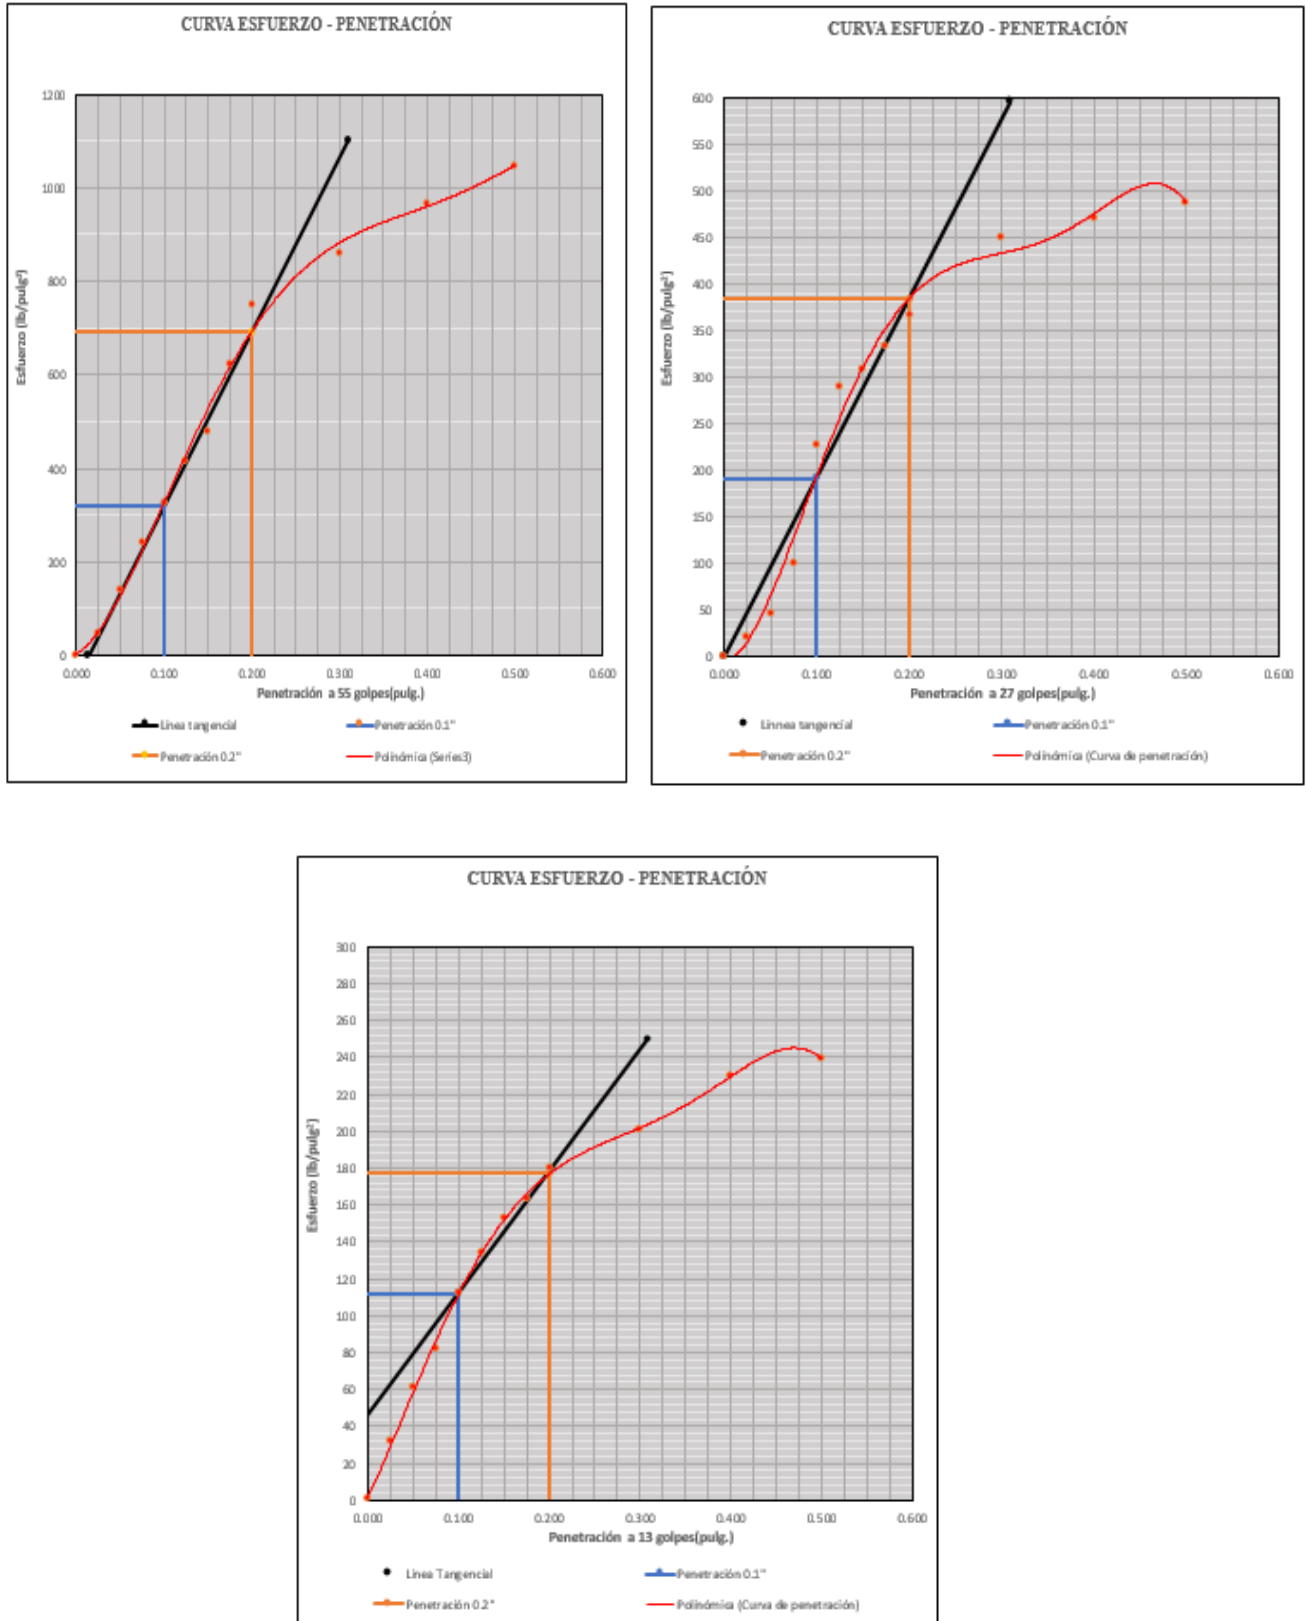 CURVA ESFUERZO - PENETRACIÓN
1200
1000
800
600
400
200
0
Esfuerzo (lb/pulg²)
0.000 0.100 0.200 0.300 0.400 0.500 0.600
Penetración a 55 golpes(pulg.)
Línea tangencial
Penetración 0.1"
Penetración 0.2"
Polinómica (Series3)
CURVA ESFUERZO - PENETRACIÓN
600
550
500
450
400
350
300
250
200
150
100
50
0
Esfuerzo (lb/pulg²)
0.000 0.100 0.200 0.300 0.400 0.500 0.600
Penetración a 27 golpes(pulg.)
Linnea tangencial
Penetración 0.1"
Penetración 0.2"
Polinómica (Curva de penetración)
CURVA ESFUERZO - PENETRACIÓN
300
280
260
240
220
200
180
160
140
120
100
80
60
40
20
0
Esfuerzo (lb/pulg²)
0.000 0.100 0.200 0.300 0.400 0.500 0.600
Penetración a 13 golpes(pulg.)
Línea Tangencial
Penetración 0.1"
Penetración 0.2"
Polinómica (Curva de penetración)